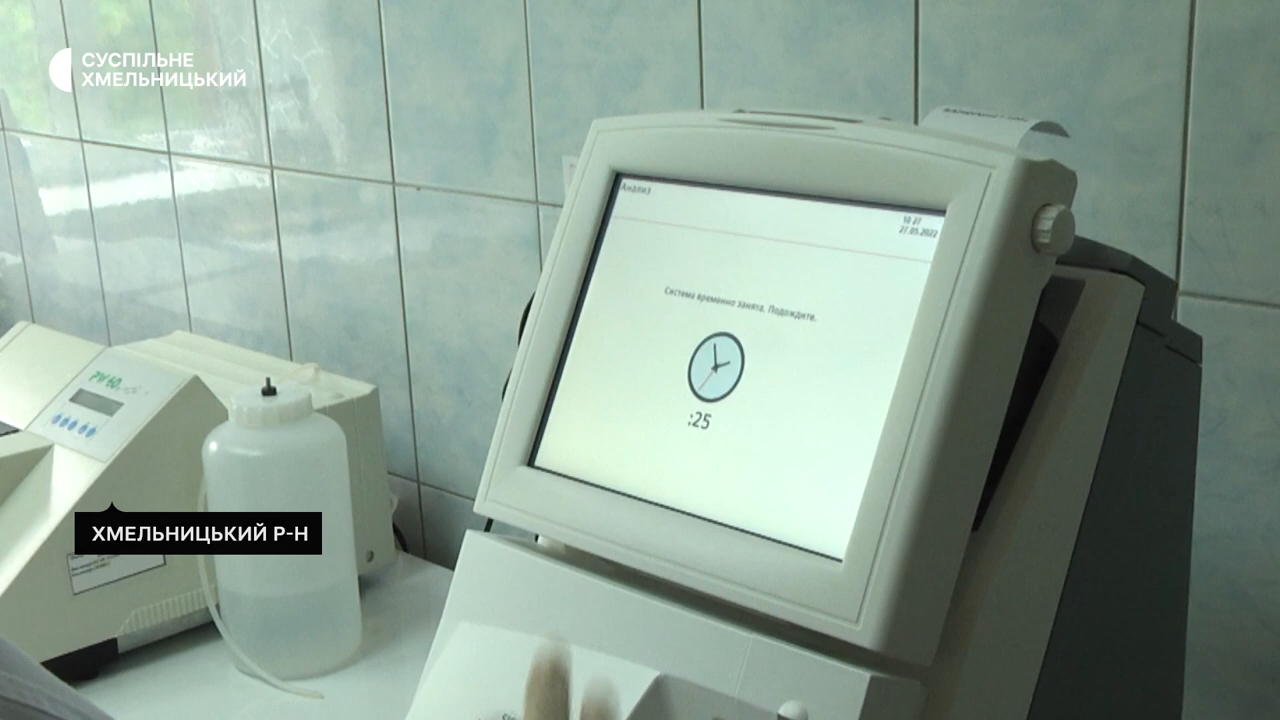 СУСПІЛЬНЕ
ХМЕЛЬНИЦЬКИЙ
Анализ
10 27
27.05.2022
Система временно занята. Подождите.
:25
ХМЕЛЬНИЦЬКИЙ Р-Н